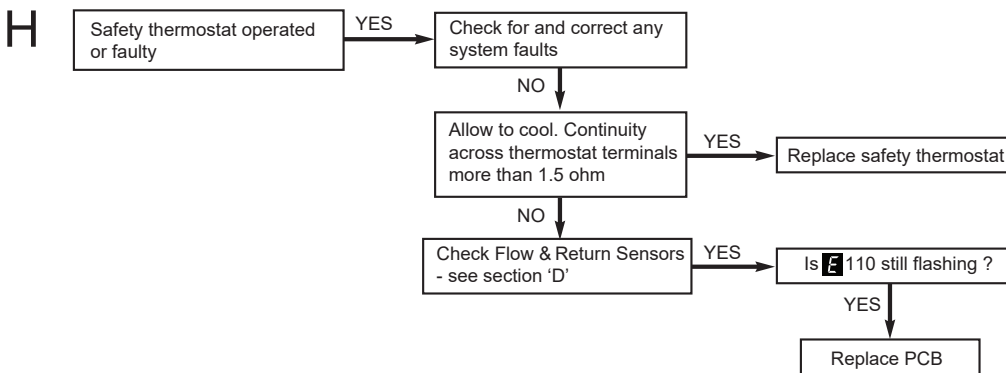 H
Safety thermostat operated
or faulty
YES
Check for and correct any
system faults
NO
Allow to cool. Continuity
across thermostat terminals
more than 1.5 ohm
YES
Replace safety thermostat
NO
Check Flow & Return Sensors
- see section ‘D’
YES
Is E 110 still flashing ?
YES
Replace PCB